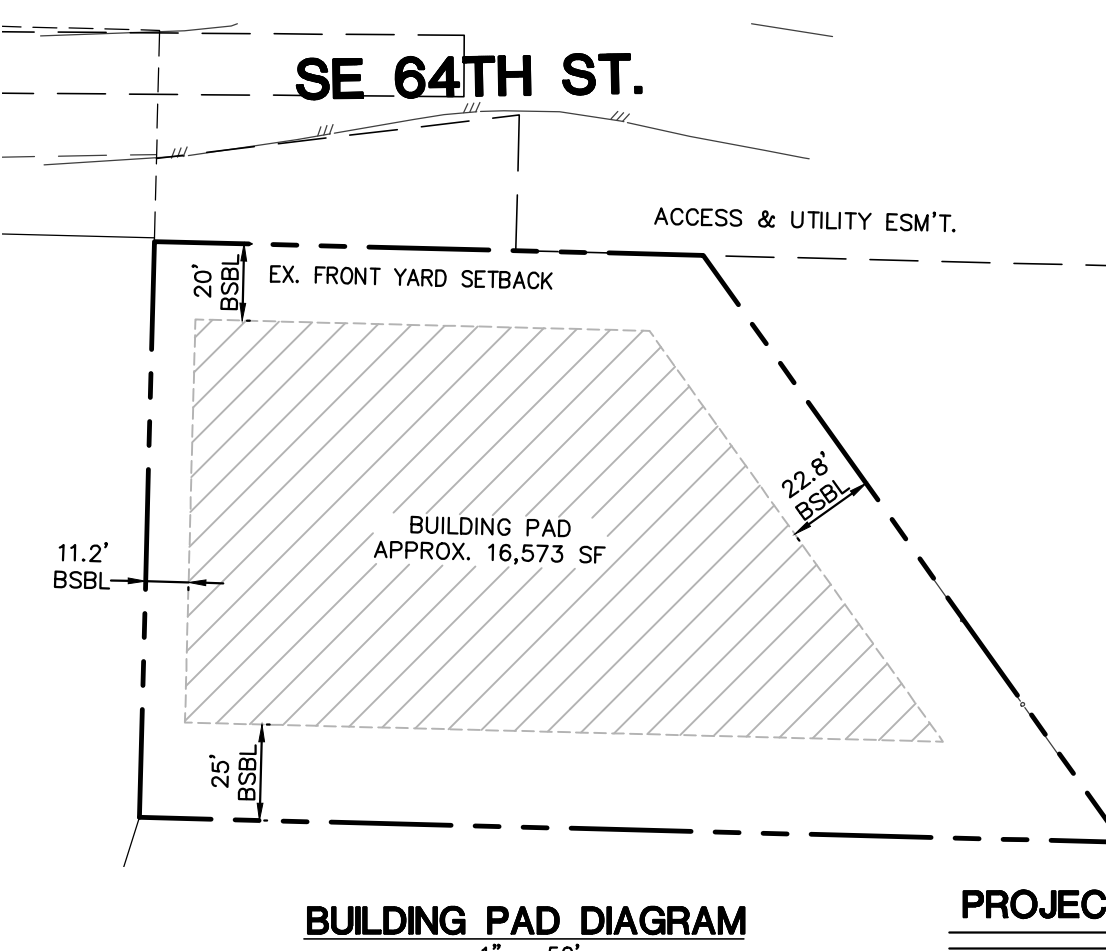 SE 64TH ST.
ACCESS & UTILITY ESM'T.
20'
BSBL
EX. FRONT YARD SETBACK
22.8'
BSBL
BUILDING PAD
APPROX. 16,573 SF
11.2'
BSBL
25'
BSBL
BUILDING PAD DIAGRAM
PROJEC